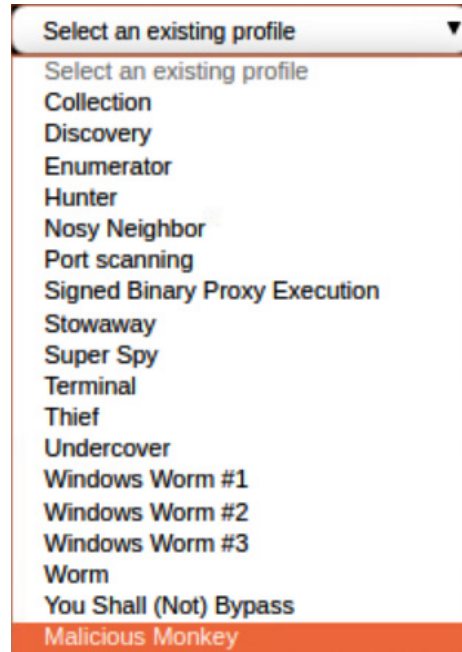 Select an existing profile
Select an existing profile
Collection
Discovery
Enumerator
Hunter
Nosy Neighbor
Port scanning
Signed Binary Proxy Execution
Stowaway
Super Spy
Terminal
Thief
Undercover
Windows Worm #1
Windows Worm #2
Windows Worm #3
Worm
You Shall (Not) Bypass
Malicious Monkey